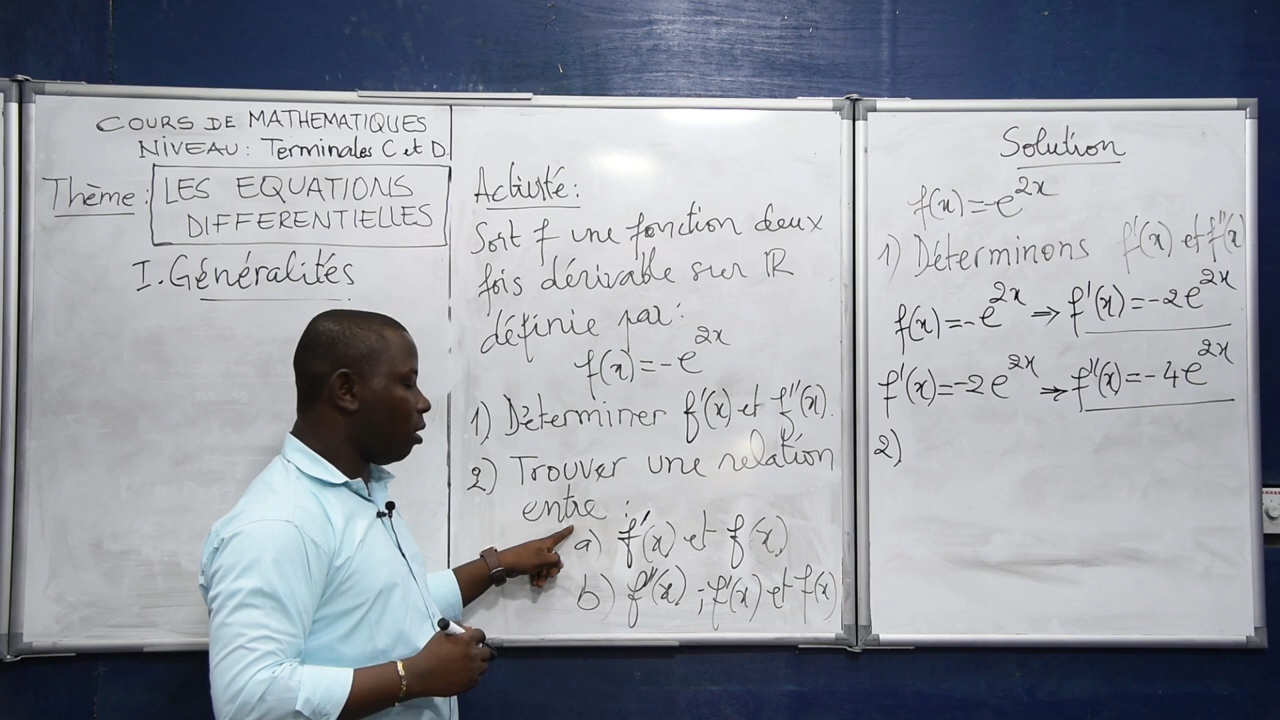 COURS DE MATHEMATIQUES
NIVEAU : Terminales C et D.
Thème : LES EQUATIONS
DIFFERENTIELLES
I. Généralités
Activité :
Soit f une fonction deux
fois dérivable sur ℝ
définie par :
f(x) = -e^{2x}
1) Déterminer f'(x) et f''(x).
2) Trouver une relation
entre :
a) f'(x) et f(x)
b) f''(x) ; f'(x) et f(x)
Solution
f(x) = -e^{2x}
1) Déterminons f'(x) et f''(x)
f(x) = -e^{2x} ⇒ f'(x) = -2e^{2x}
f'(x) = -2e^{2x} ⇒ f''(x) = -4e^{2x}
2)